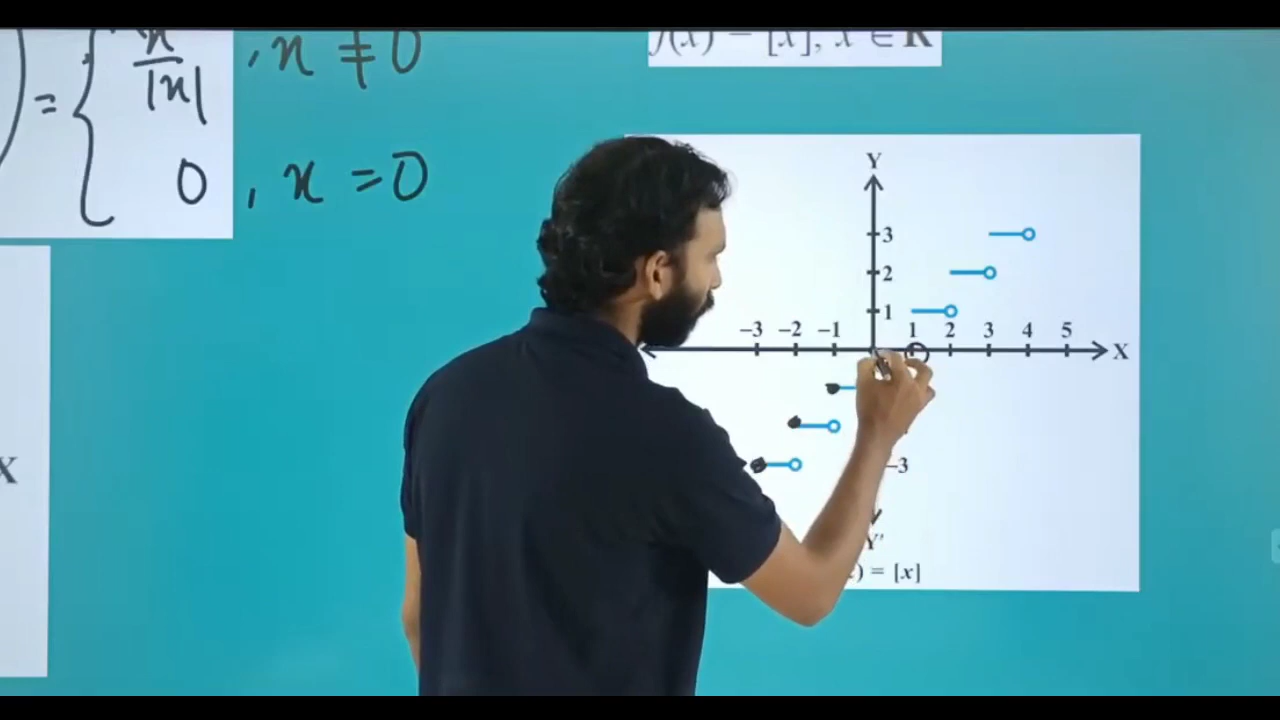 = { x/|x| , x ≠ 0
0 , x = 0
f(x) = [x], x ∈ R
Y
3
2
1
–3 –2 –1 1 2 3 4 5
X
X
–3
Y'
) = [x]